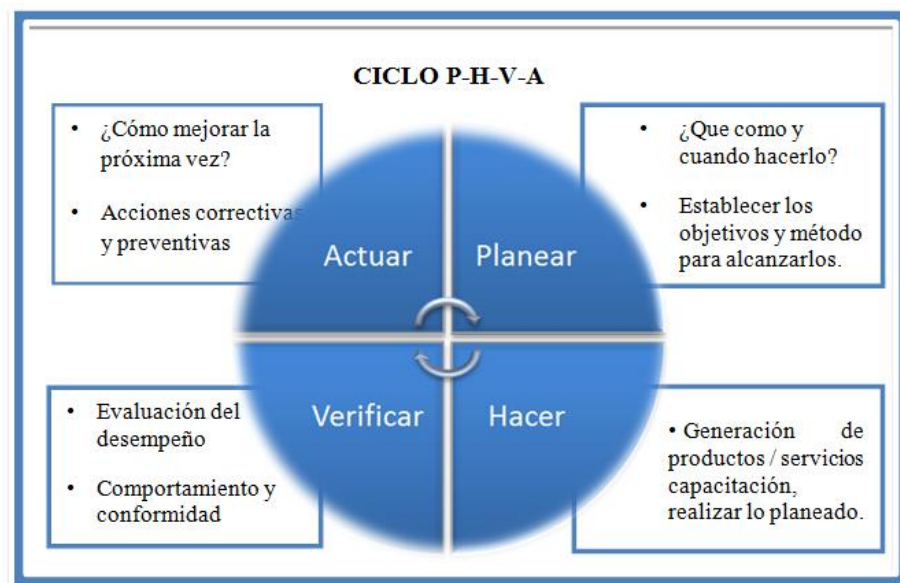 CICLO P-H-V-A
• ¿Cómo mejorar la
próxima vez?
• Acciones correctivas
y preventivas
• ¿Que como y
cuando hacerlo?
• Establecer los
objetivos y método
para alcanzarlos.
Actuar
Planear
Verificar
Hacer
• Evaluación del
desempeño
• Comportamiento y
conformidad
• Generación de
productos / servicios
capacitación,
realizar lo planeado.